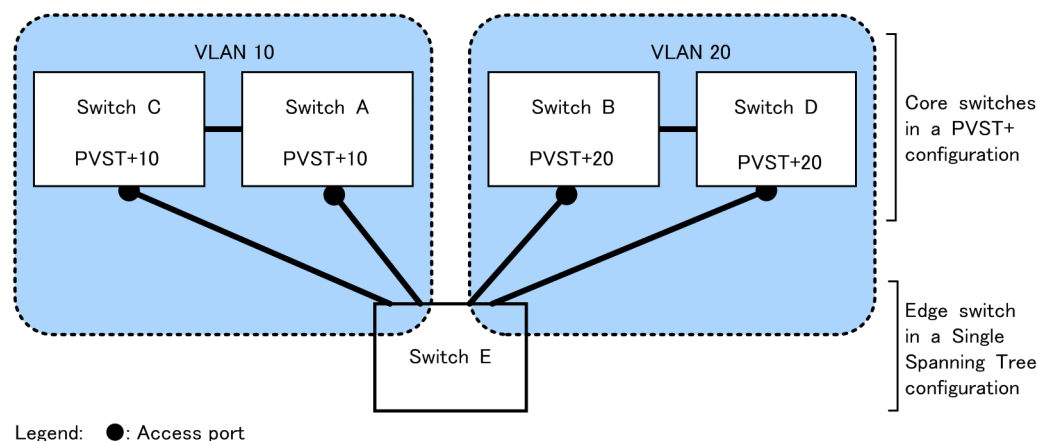 VLAN 10
VLAN 20
Switch C
PVST+10
Switch A
PVST+10
Switch B
PVST+20
Switch D
PVST+20
Core switches
in a PVST+
configuration
Switch E
Edge switch
in a Single
Spanning Tree
configuration
Legend: ●: Access port